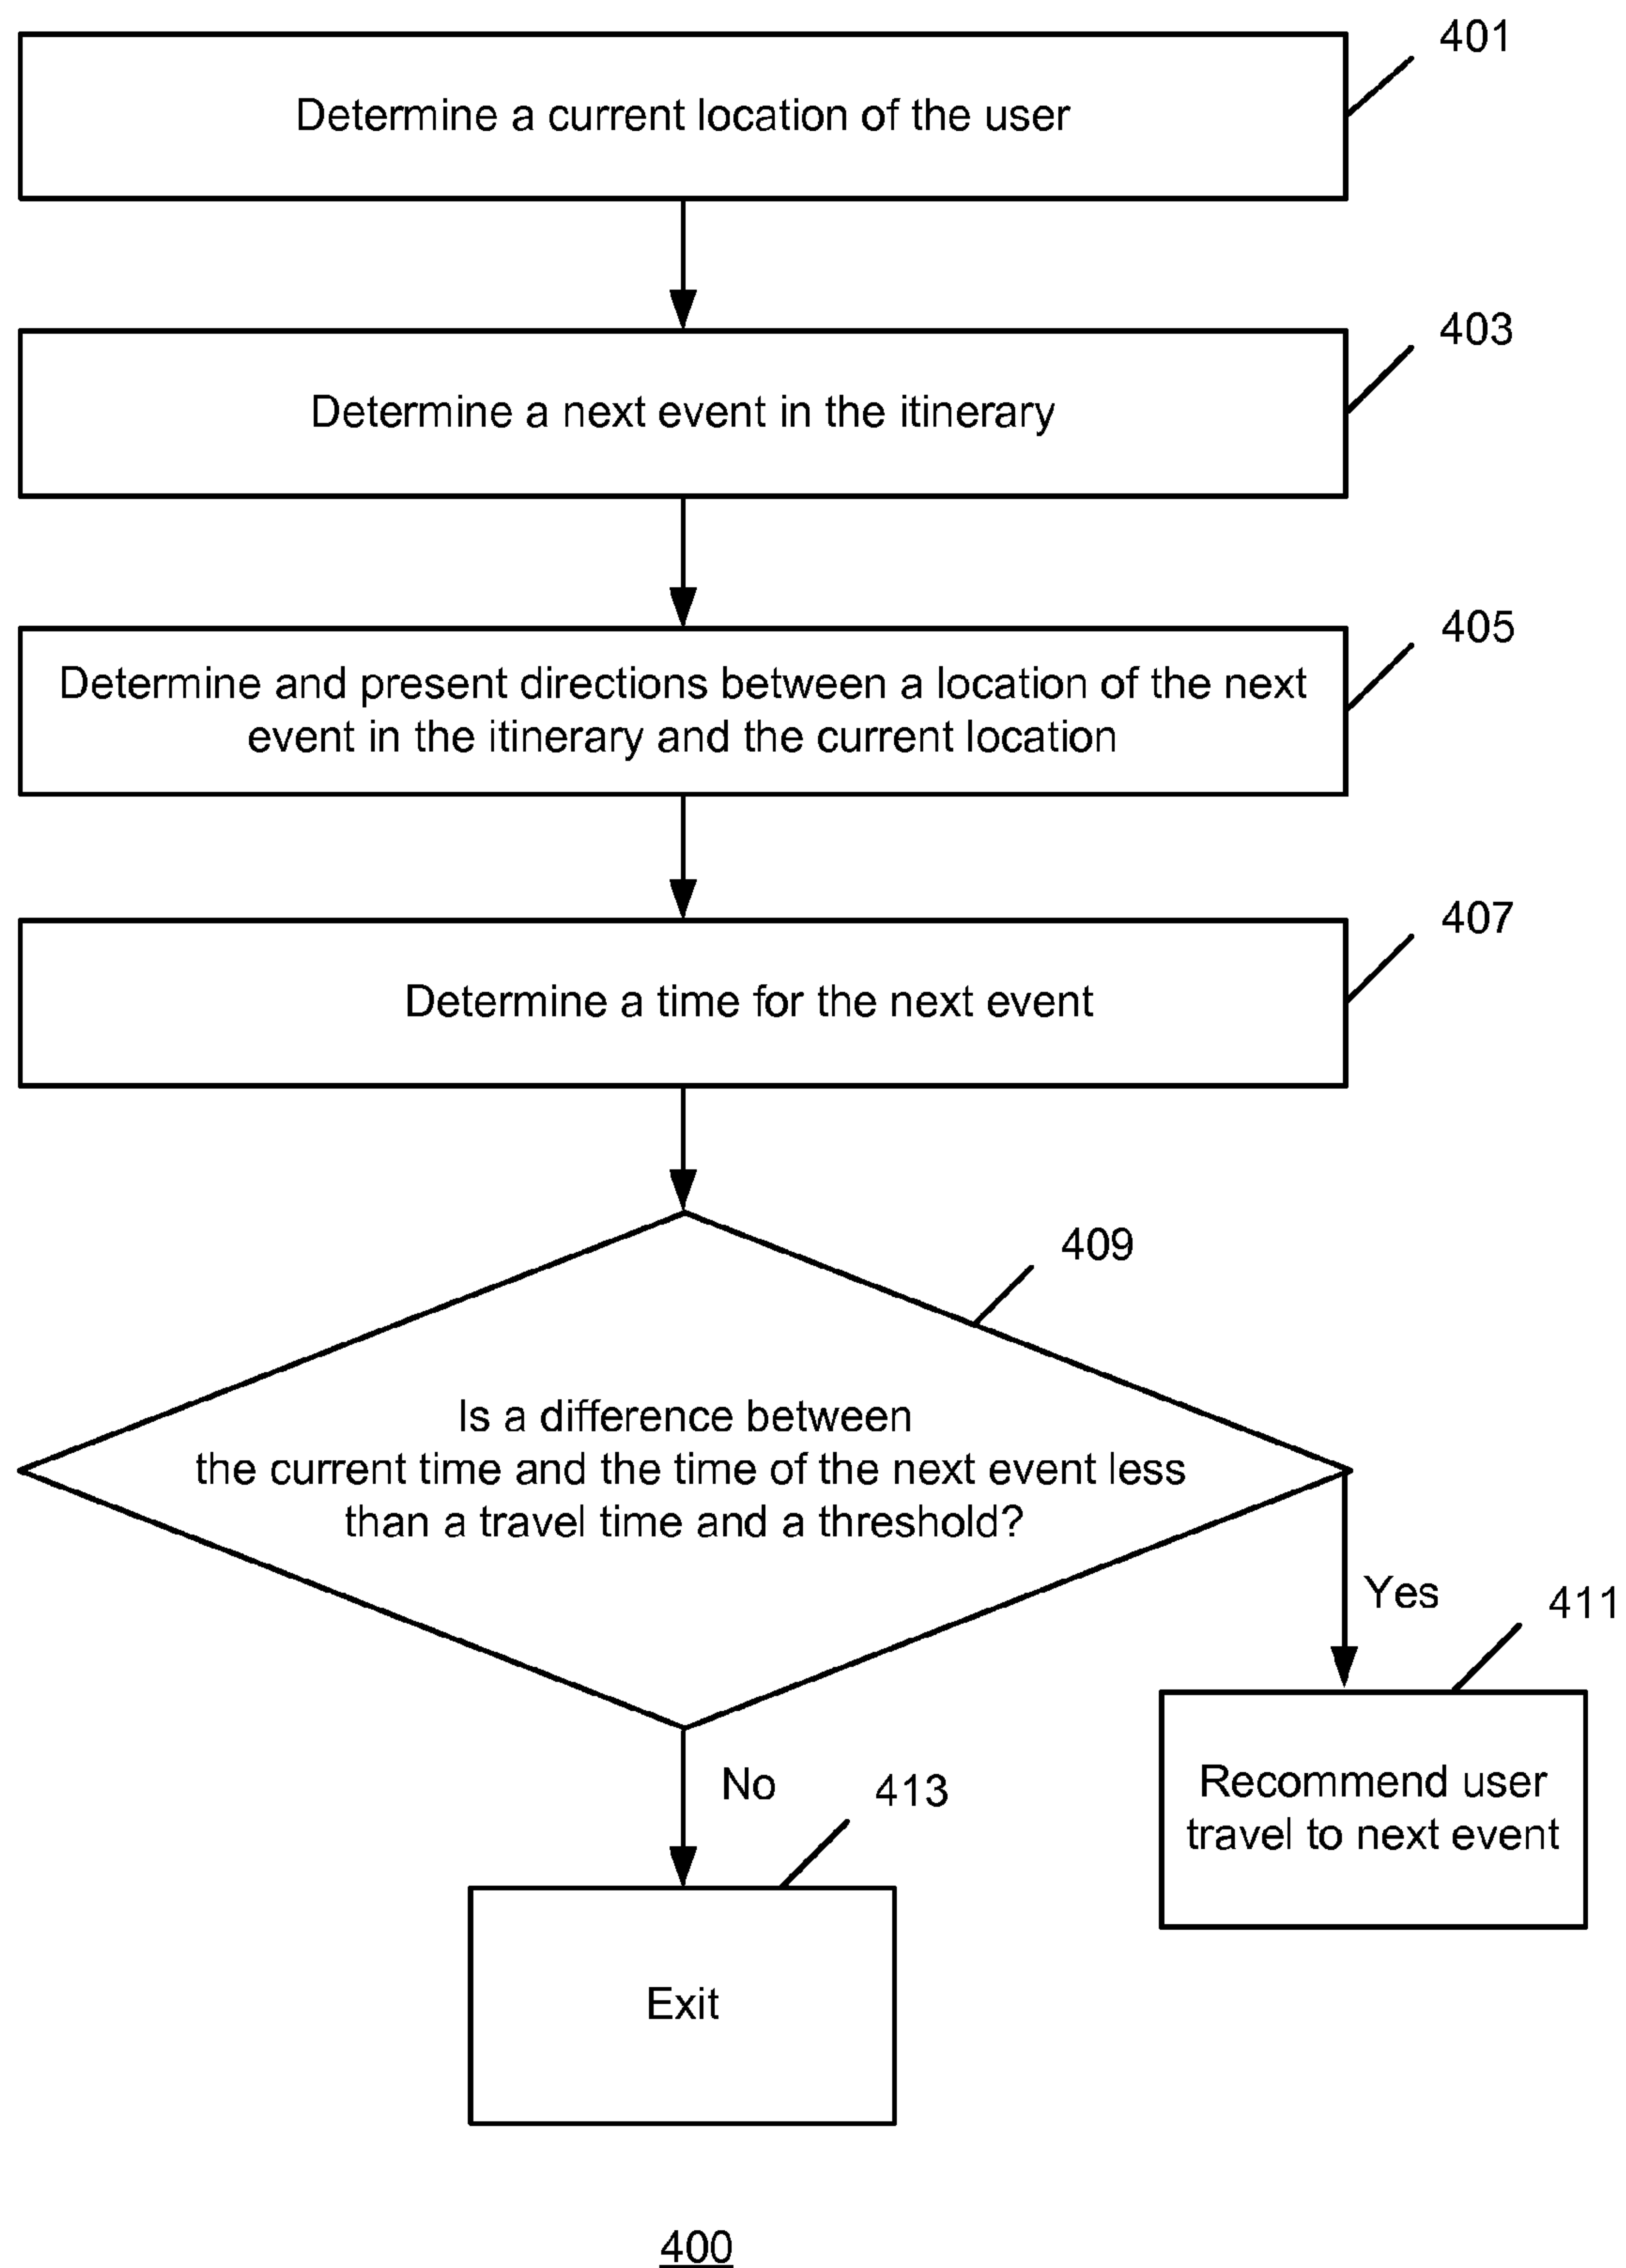 401
Determine a current location of the user
403
Determine a next event in the itinerary
405
Determine and present directions between a location of the next
event in the itinerary and the current location
407
Determine a time for the next event
409
Is a difference between
the current time and the time of the next event less
than a travel time and a threshold?
Yes
411
Recommend user
travel to next event
No
413
Exit
400